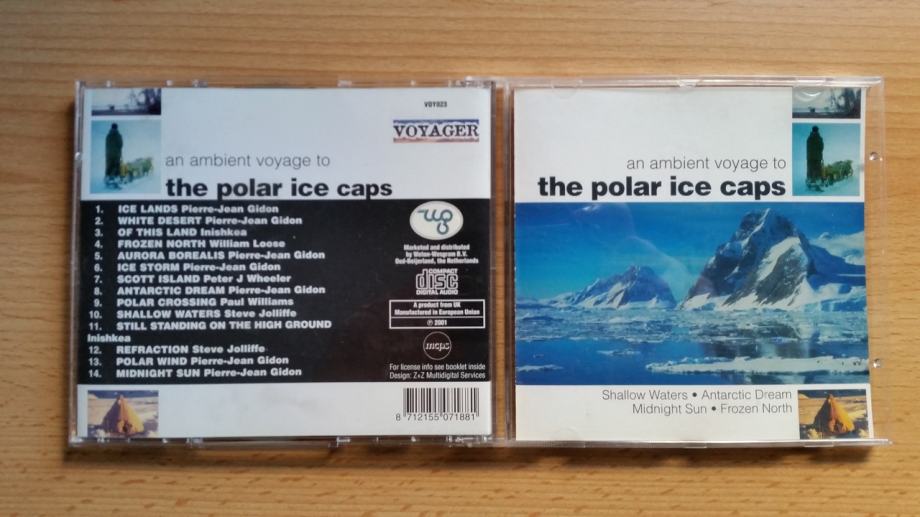 VOY023
VOYAGER
an ambient voyage to
the polar ice caps
1. ICE LANDS Pierre-Jean Gidon
2. WHITE DESERT Pierre-Jean Gidon
3. OF THIS LAND Inishkea
4. FROZEN NORTH William Loose
5. AURORA BOREALIS Pierre-Jean Gidon
6. ICE STORM Pierre-Jean Gidon
7. SCOTT ISLAND Peter J Wheeler
8. ANTARCTIC DREAM Pierre-Jean Gidon
9. POLAR CROSSING Paul Williams
10. SHALLOW WATERS Steve Jolliffe
11. STILL STANDING ON THE HIGH GROUND
Inishkea
12. REFRACTION Steve Jolliffe
13. POLAR WIND Pierre-Jean Gidon
14. MIDNIGHT SUN Pierre-Jean Gidon
Marketed and distributed
by Weton-Wesgram B.V.
Oud-Beijerland, the Netherlands
COMPACT
disc
DIGITAL AUDIO
A product from UK
Manufactured in European Union
℗ 2001
mcps
For license info see booklet inside
Design: Z+Z Multidigital Services
8 712155 071881
an ambient voyage to
the polar ice caps
Shallow Waters • Antarctic Dream
Midnight Sun • Frozen North